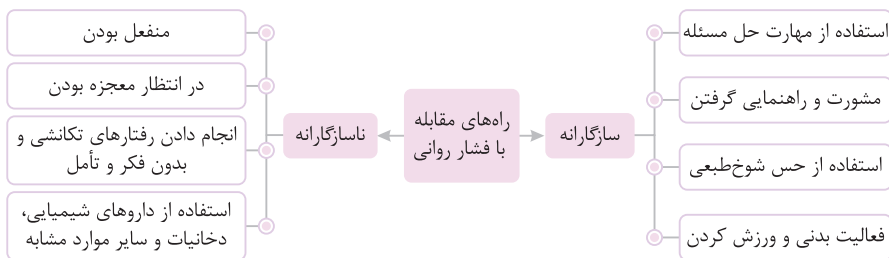 راه‌های مقابله
با فشار روانی
سازگارانه
استفاده از مهارت حل مسئله
مشورت و راهنمایی گرفتن
استفاده از حس شوخ‌طبعی
فعالیت بدنی و ورزش کردن
ناسازگارانه
منفعل بودن
در انتظار معجزه بودن
انجام دادن رفتارهای تکانشی و
بدون فکر و تأمل
استفاده از داروهای شیمیایی،
دخانیات و سایر موارد مشابه